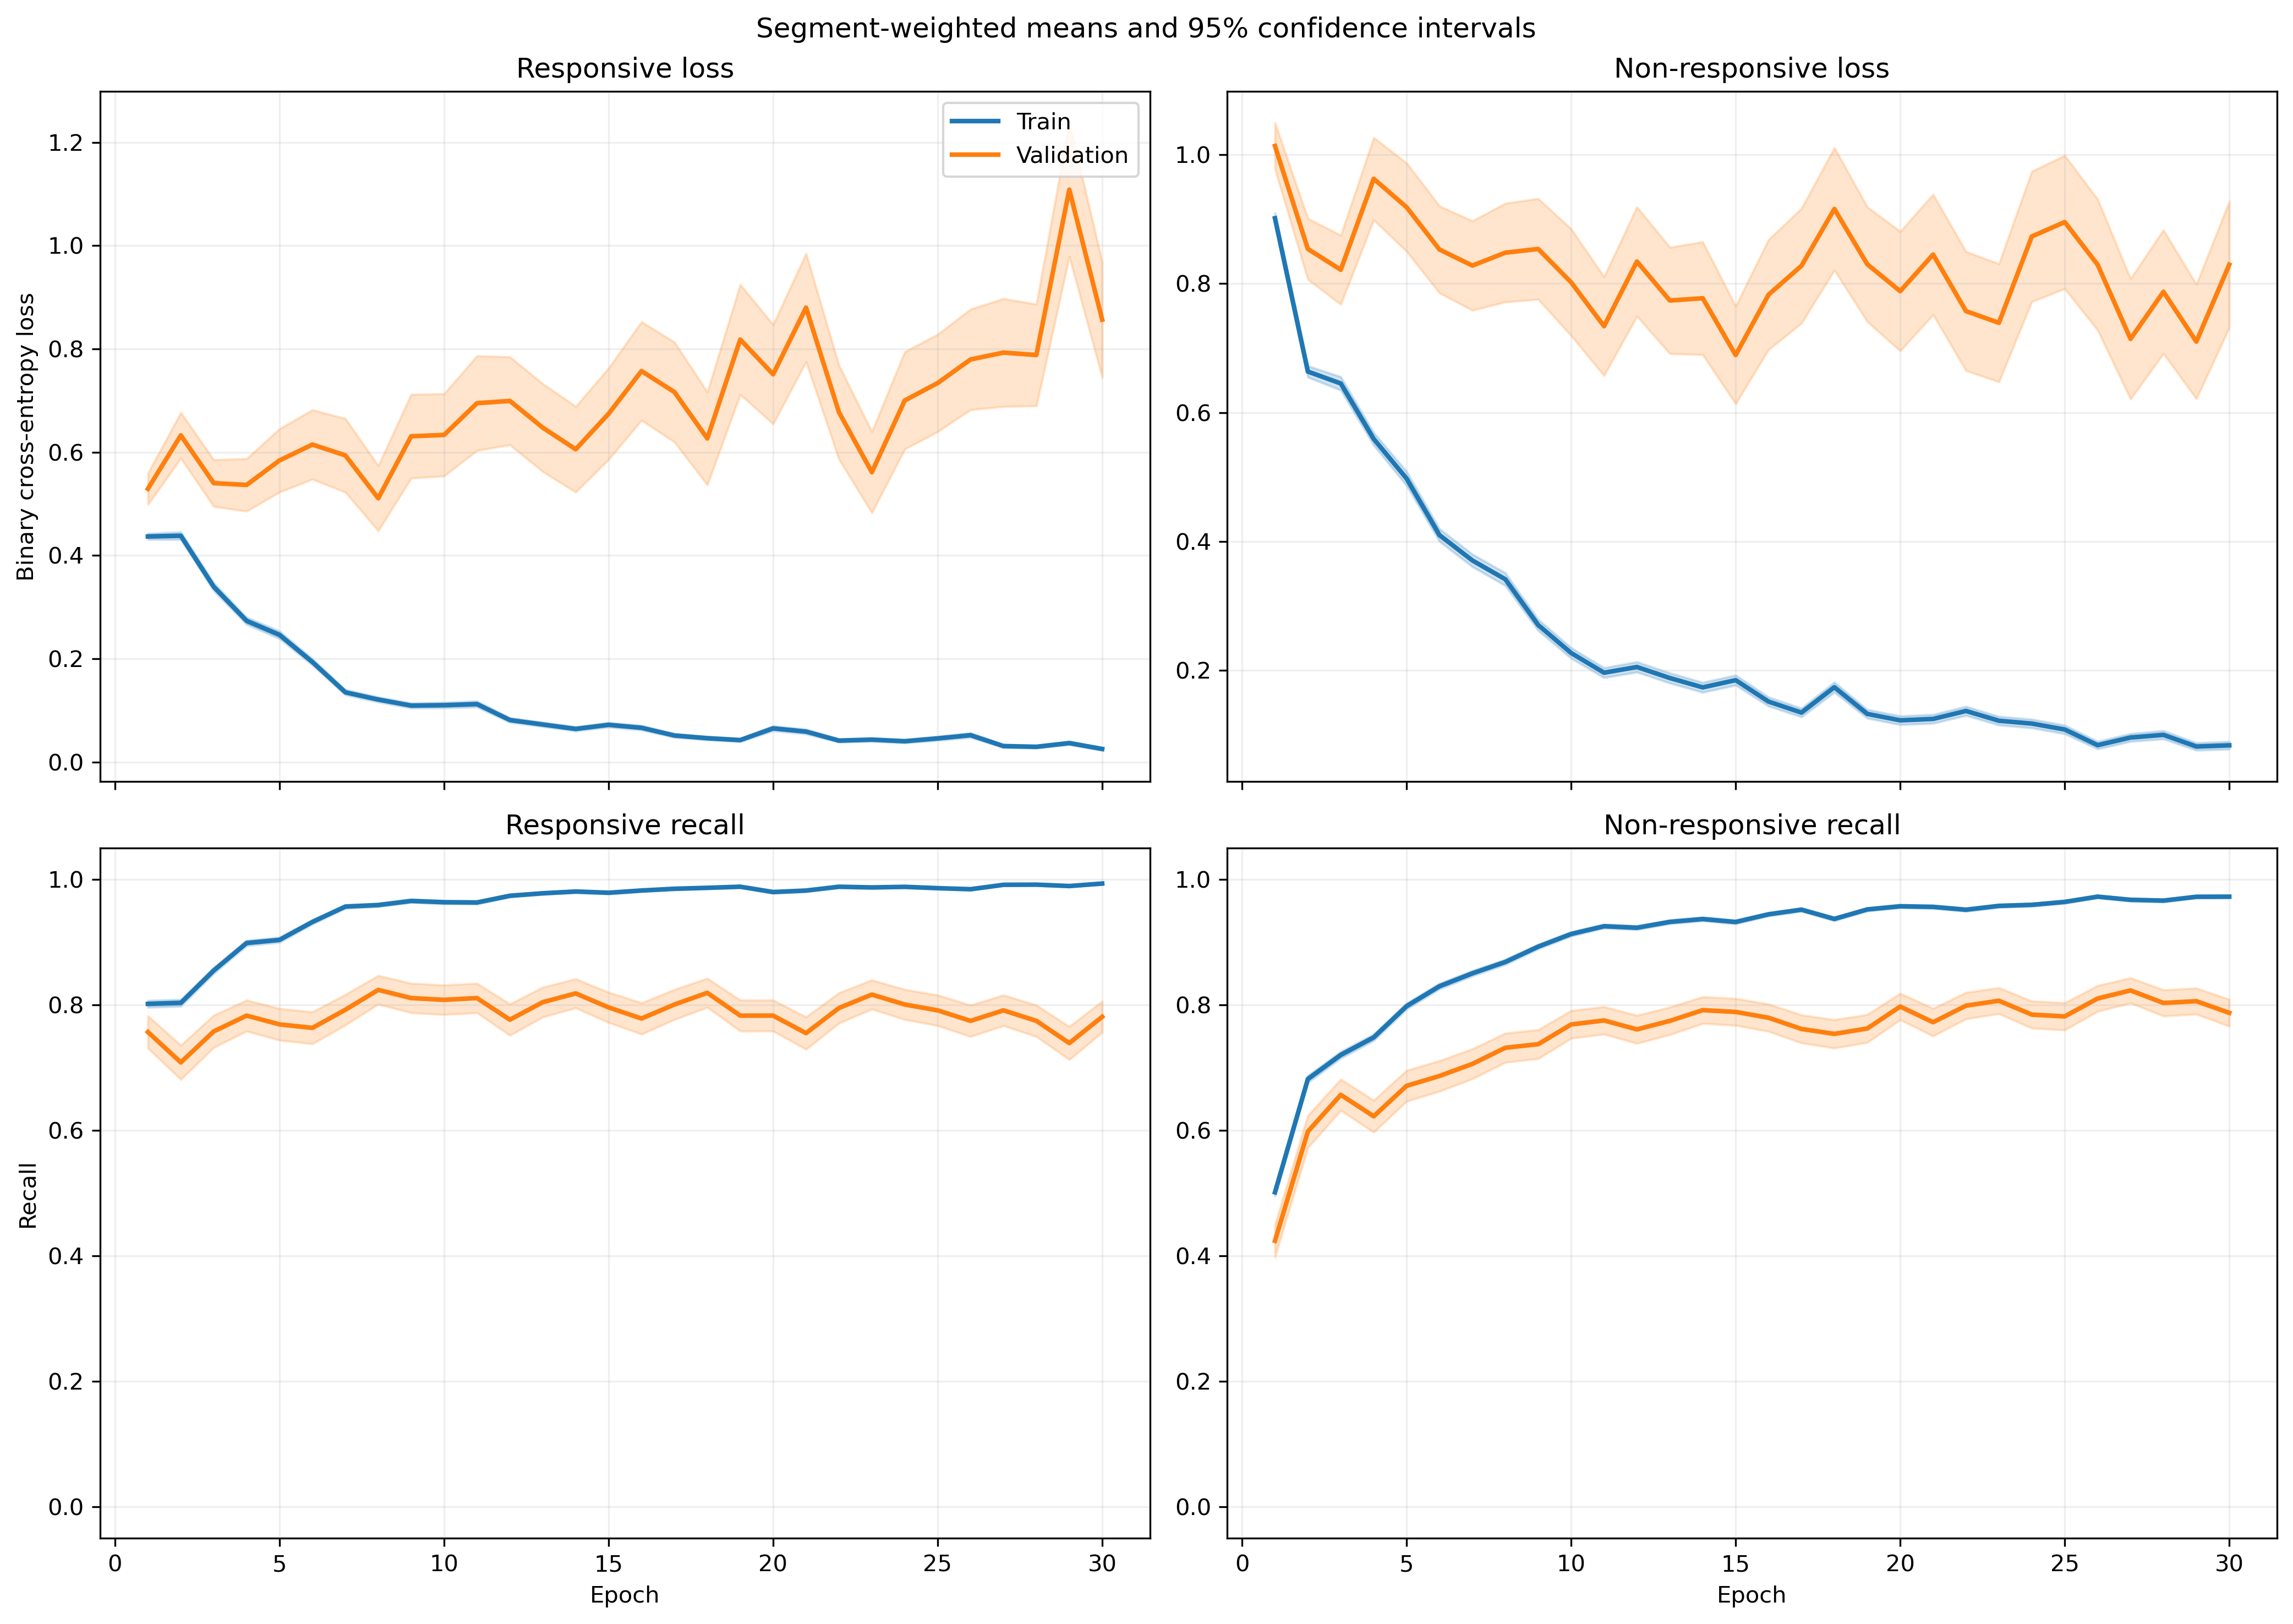 Segment-weighted means and 95% confidence intervals
Responsive loss
Non-responsive loss
Train
Validation
Binary cross-entropy loss
1.2
1.0
0.8
0.6
0.4
0.2
0.0
1.0
0.8
0.6
0.4
0.2
Responsive recall
Non-responsive recall
Recall
1.0
0.8
0.6
0.4
0.2
0.0
0 5 10 15 20 25 30
Epoch
1.0
0.8
0.6
0.4
0.2
0.0
0 5 10 15 20 25 30
Epoch